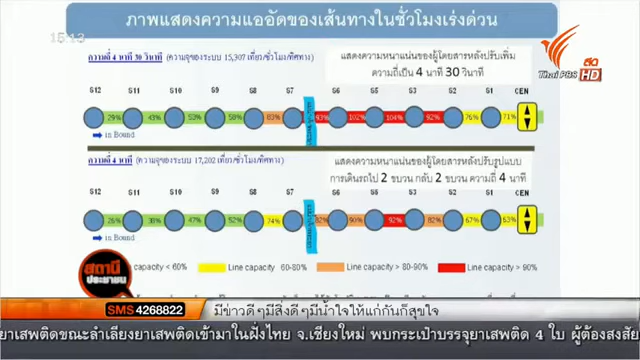 ภาพแสดงความแออัดของเส้นทางในชั่วโมงเร่งด่วน
15:13
สด
Thai PBS HD
ความถี่ 4 นาที 30 วินาที (ความจุของระบบ 15,307 เที่ยว/ชั่วโมง/ทิศทาง)
แสดงความหนาแน่นของผู้โดยสารหลังปรับเพิ่ม
ความถี่เป็น 4 นาที 30 วินาที
S12 S11 S10 S9 S8 S7 S6 S5 S3 S2 S1 CEN
29% 43% 53% 58% 83% 93% 102% 104% 92% 76% 71%
in Bound
ความถี่ 4 นาที (ความจุของระบบ 17,202 เที่ยว/ชั่วโมง/ทิศทาง)
แสดงความหนาแน่นของผู้โดยสารหลังปรับรูปแบบ
การเดินรถไป 2 ขบวน กลับ 2 ขบวน ความถี่ 4 นาที
S12 S11 S10 S9 S8 S7 S6 S5 S3 S2 S1 CEN
26% 38% 47% 52% 74% 82% 90% 92% 82% 67% 63%
in Bound
สถานี
ประชาชน
capacity < 60% Line capacity 60-80% Line capacity > 80-90% Line capacity > 90%
SMS 4268822 มีข่าวดีๆมีสิ่งดีๆมีน้ำใจให้แก่กันก็สุขใจ
ยาเสพติดขณะลำเลียงยาเสพติดเข้ามาในฝั่งไทย จ.เชียงใหม่ พบกระเป๋าบรรจุยาเสพติด 4 ใบ ผู้ต้องสงสัย